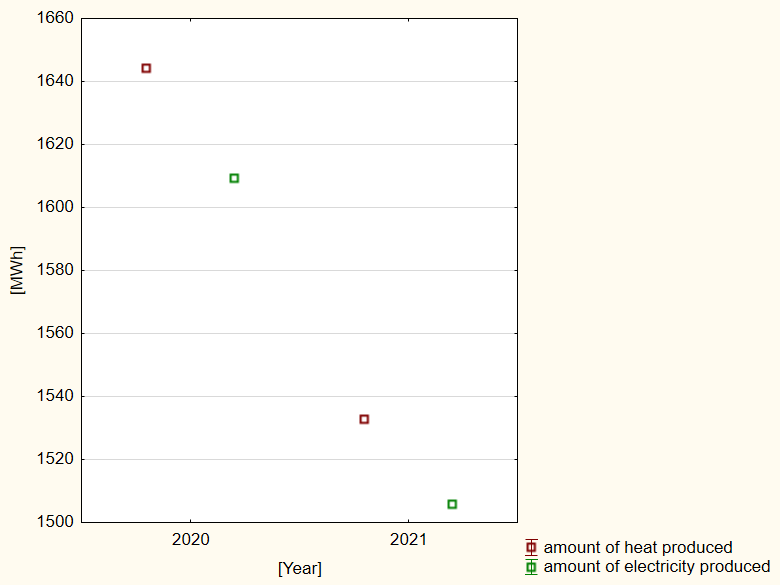 1660
1640
1620
1600
1580
1560
1540
1520
1500
[MWh]
2020 2021
[Year]
amount of heat produced
amount of electricity produced